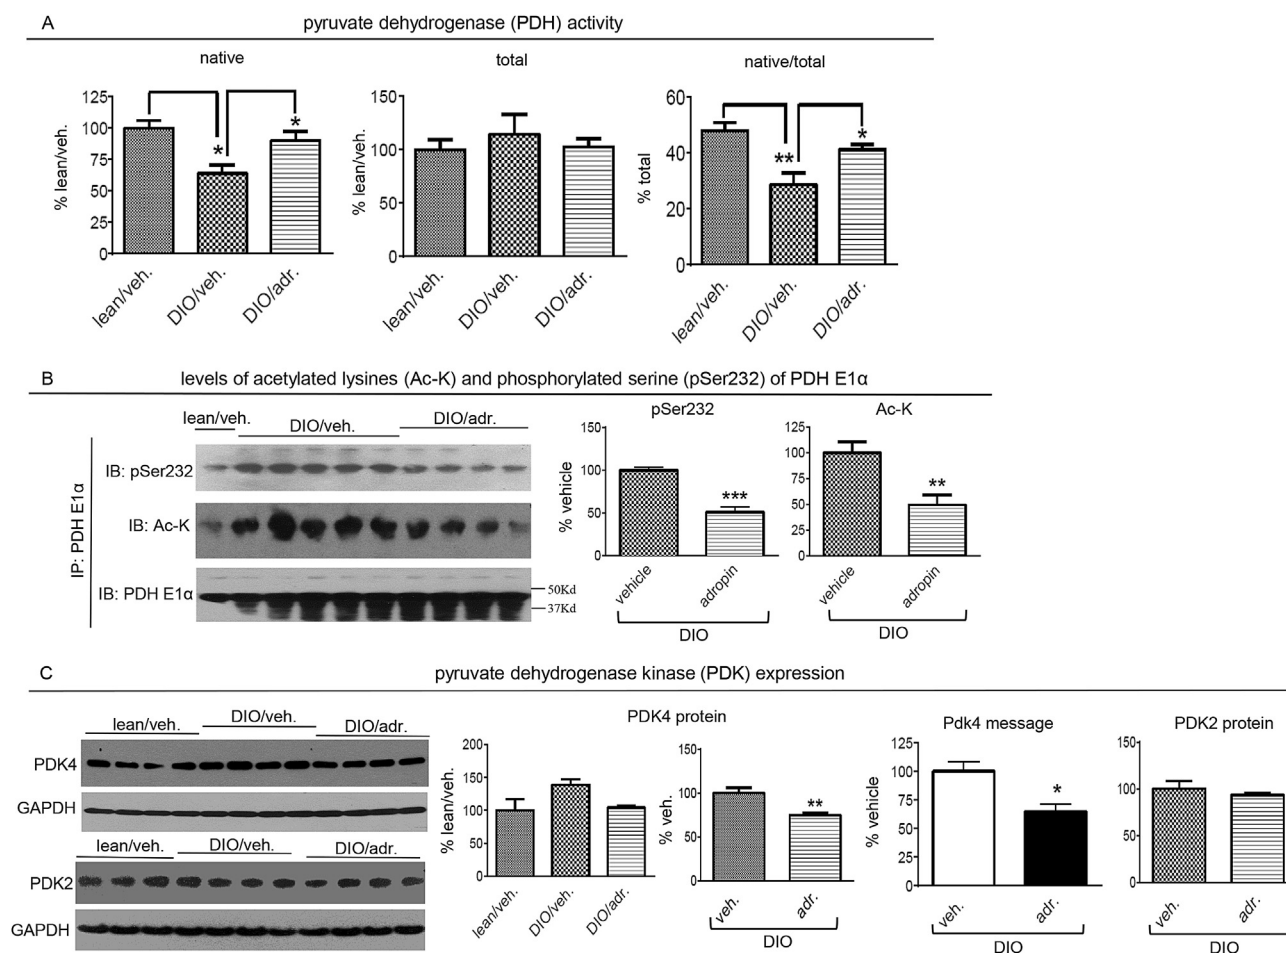 A
pyruvate dehydrogenase (PDH) activity
native
total
native/total
% lean/veh.
125
100
75
50
25
0
lean/veh.
DIO/veh.
DIO/adr.
*
*
% lean/veh.
150
100
50
0
lean/veh.
DIO/veh.
DIO/adr.
% total
60
40
20
0
lean/veh.
DIO/veh.
DIO/adr.
**
*
B
levels of acetylated lysines (Ac-K) and phosphorylated serine (pSer232) of PDH E1α
lean/veh.
DIO/veh.
DIO/adr.
IP: PDH E1α
IB: pSer232
IB: Ac-K
IB: PDH E1α
50Kd
37Kd
pSer232
% vehicle
150
100
50
0
***
vehicle
adropin
DIO
Ac-K
125
100
75
50
25
0
**
vehicle
adropin
DIO
C
pyruvate dehydrogenase kinase (PDK) expression
lean/veh.
DIO/veh.
DIO/adr.
PDK4
GAPDH
lean/veh.
DIO/veh.
DIO/adr.
PDK2
GAPDH
PDK4 protein
% lean/veh.
200
150
100
50
0
lean/veh.
DIO/veh.
DIO/adr.
% veh.
150
100
50
0
**
veh.
adr.
DIO
Pdk4 message
% vehicle
125
100
75
50
25
0
*
veh.
adr.
DIO
PDK2 protein
150
100
50
0
veh.
adr.
DIO